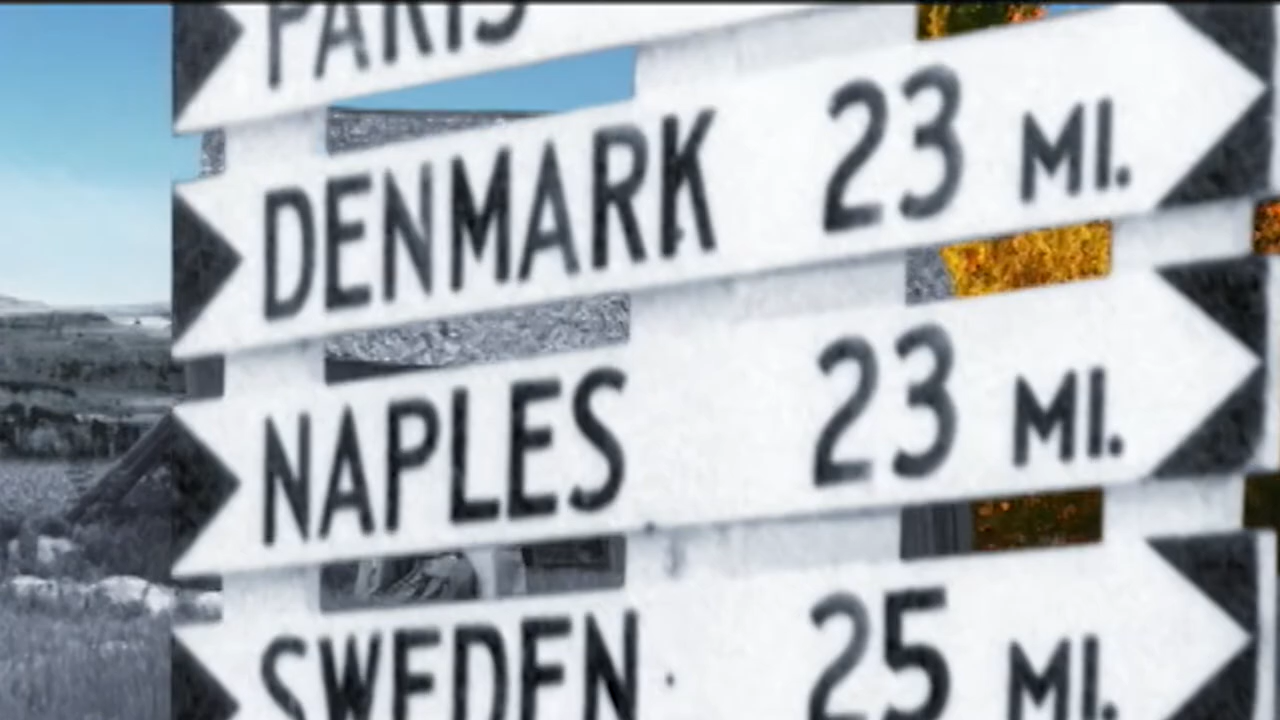 PARIS
DENMARK 23 MI.
NAPLES 23 MI.
SWEDEN 25 MI.